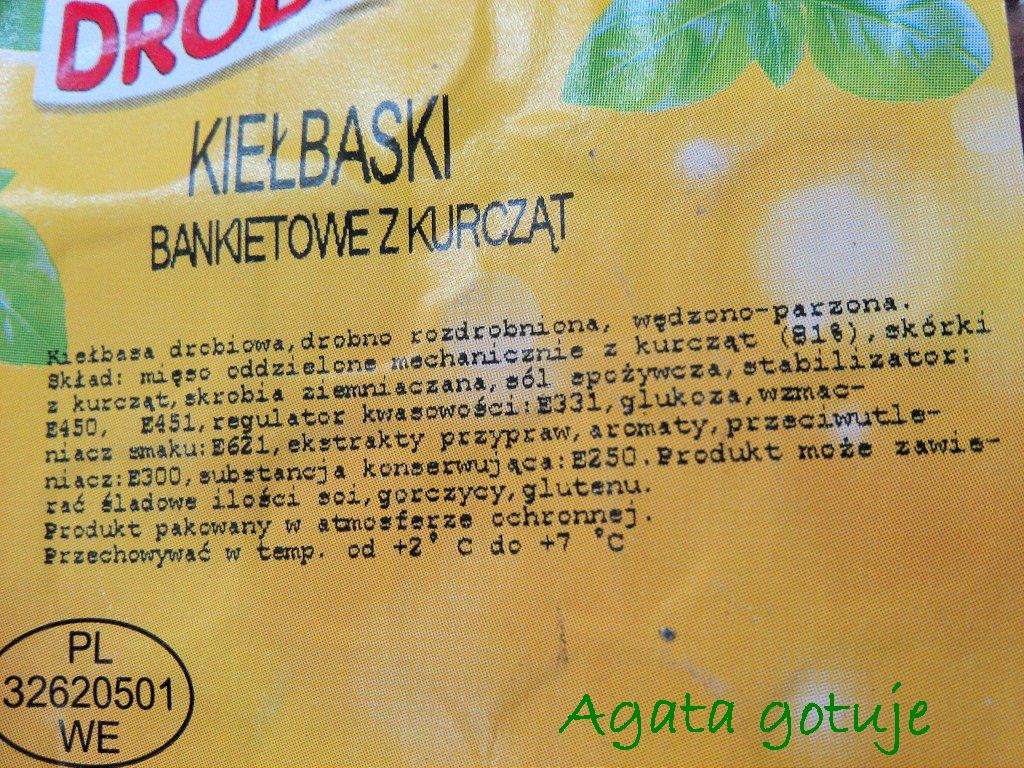 DROB
KIEŁBASKI
BANKIETOWE Z KURCZĄT
Kiełbasa drobiowa,drobno rozdrobniona, wędzono-parzona.
Skład: mięso oddzielone mechanicznie z kurcząt (81%),skórki
z kurcząt,skrobia ziemniaczana,sól spożywcza,stabilizator:
E450, E451,regulator kwasowości:E331,glukoza,wzmac-
niacz smaku:E621,ekstrakty przypraw,aromaty,przeciwutle-
niacz:E300,substancja konserwująca:E250.Produkt może zawie-
rać śladowe ilości soi,gorczycy,glutenu.
Produkt pakowany w atmosferze ochronnej.
Przechowywać w temp. od +2° C do +7 °C
PL
32620501
WE
Agata gotuje